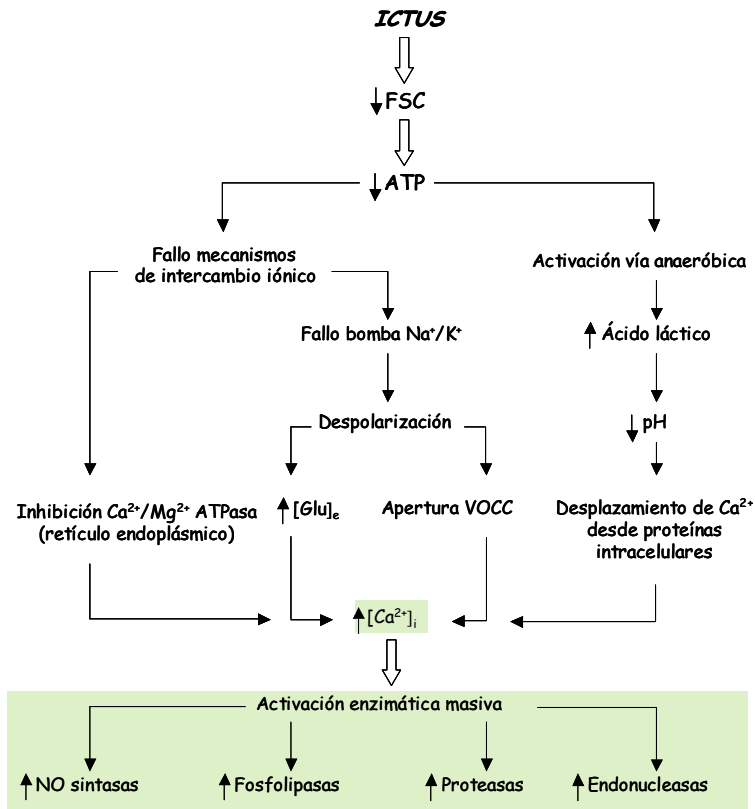 ICTUS
↓FSC
↓ATP
Fallo mecanismos
de intercambio iónico
Activación vía anaeróbica
Fallo bomba Na⁺/K⁺
↑ Ácido láctico
Despolarización
↓ pH
Inhibición Ca²⁺/Mg²⁺ ATPasa
(retículo endoplásmico)
↑ [Glu]ₑ
Apertura VOCC
Desplazamiento de Ca²⁺
desde proteínas
intracelulares
↑[Ca²⁺]ᵢ
Activación enzimática masiva
↑NO sintasas
↑Fosfolipasas
↑Proteasas
↑Endonucleasas